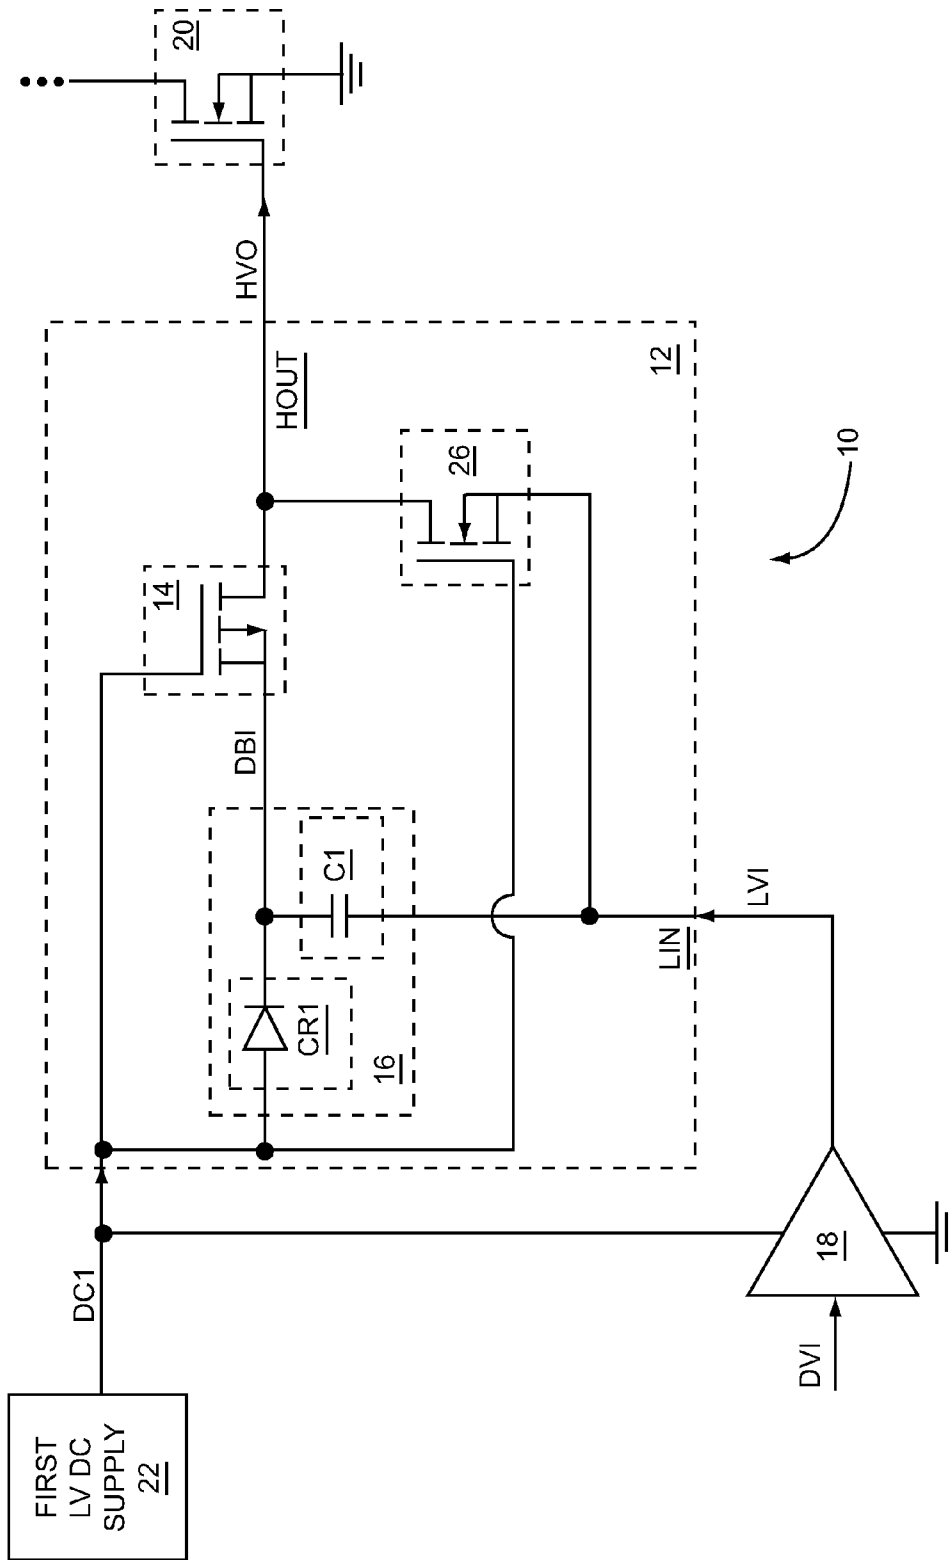 FIRST
LV DC
SUPPLY
22
DC1
14
DBI
CR1
16
C1
HOUT
HVO
20
26
12
LIN
LVI
DVI
18
10